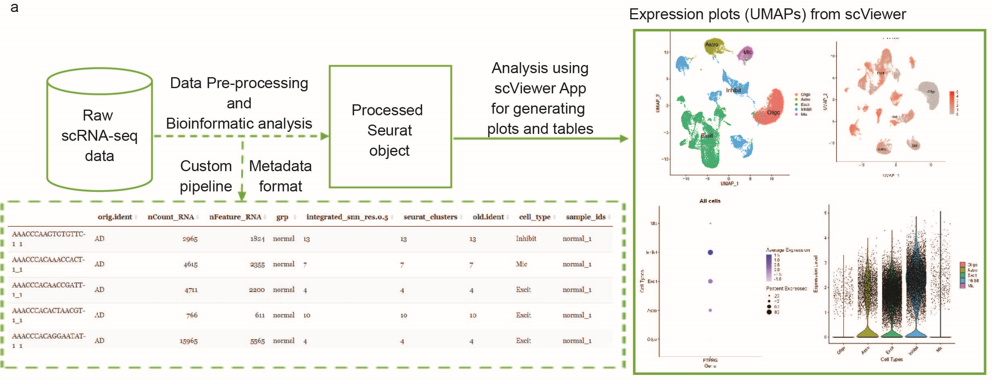 a
Expression plots (UMAPs) from scViewer
Raw
scRNA-seq
data
Data Pre-processing
and
Bioinformatic analysis
Custom
pipeline
Metadata
format
Processed
Seurat
object
Analysis using
scViewer App
for generating
plots and tables
orig.ident nCount_RNA nFeature_RNA grp integrated_snn_res.0.5 seurat_clusters old.ident cell_type sample_ids
AAACCCAAGTGTGTTC-
1_1 AD 2965 1824 normal 13 13 13 Inhibit normal_1
AAACCCACAAACCACT-
1_1 AD 4615 2355 normal 7 7 7 Mic normal_1
AAACCCACAACCGATT-
1_1 AD 4711 2200 normal 4 4 4 Excit normal_1
AAACCCACACTAACGT-
1_1 AD 766 611 normal 10 10 10 Excit normal_1
AAACCCACAGGAATAT-
1_1 AD 15965 5565 normal 4 4 4 Excit normal_1
Astro
Mic
Inhibit
Oligo
Excit
UMAP_2
UMAP_1
Oligo
Astro
Excit
Inhibit
Mic
All cells
Cell Types
Average Expression
Percent Expressed
Expression Level
Oligo
Astro
Excit
Inhibit
Mic
Oligo Astro Excit Inhibit Mic
Cell Types